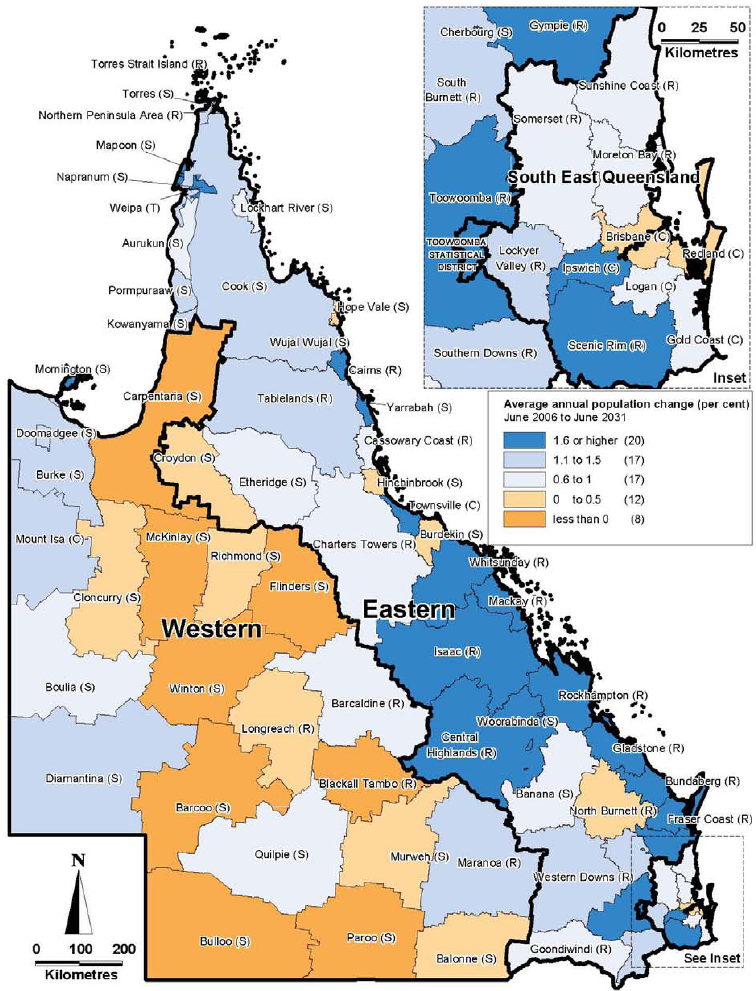 Torres Strait Island (R)
Torres (S)
Northern Peninsula Area (R)
Mapoon (S)
Napranum (S)
Weipa (T)
Lockhart River (S)
Aurukun (S)
Pormpuraaw (S)
Cook (S)
Kowanyama (S)
Hope Vale (S)
Wujal Wujal (S)
Mornington (S)
Carpentaria (S)
Cairns (R)
Tablelands (R)
Yarrabah (S)
Doomadgee (S)
Cassowary Coast (R)
Croydon (S)
Burke (S)
Etheridge (S)
Hinchinbrook (S)
Townsville (C)
Mount Isa (C)
McKinlay (S)
Richmond (S)
Charters Towers (R)
Burdekin (S)
Whitsunday (R)
Cloncurry (S)
Flinders (S)
Mackay (R)
Eastern
Western
Isaac (R)
Boulia (S)
Winton (S)
Barcaldine (R)
Rockhampton (R)
Longreach (R)
Woorabinda (S)
Central
Highlands (R)
Gladstone (R)
Diamantina (S)
Blackall Tambo (R)
Bundaberg (R)
Barcoo (S)
Banana (S)
North Burnett (R)
Fraser Coast (R)
Quilpie (S)
Murweh (S)
Maranoa (R)
Western Downs (R)
Bulloo (S)
Paroo (S)
Balonne (S)
Goondiwindi (R)
See Inset
N
0 100 200
Kilometres
0 25 50
Kilometres
Gympie (R)
Cherbourg (S)
South
Burnett (R)
Sunshine Coast (R)
Somerset (R)
Moreton Bay (R)
South East Queensland
Toowoomba (R)
Brisbane (C)
TOOWOOMBA
STATISTICAL
DISTRICT
Lockyer
Valley (R)
Redland (C)
Ipswich (C)
Logan (C)
Scenic Rim (R)
Gold Coast (C)
Southern Downs (R)
Inset
Average annual population change (per cent)
June 2006 to June 2031
1.6 or higher (20)
1.1 to 1.5 (17)
0.6 to 1 (17)
0 to 0.5 (12)
less than 0 (8)